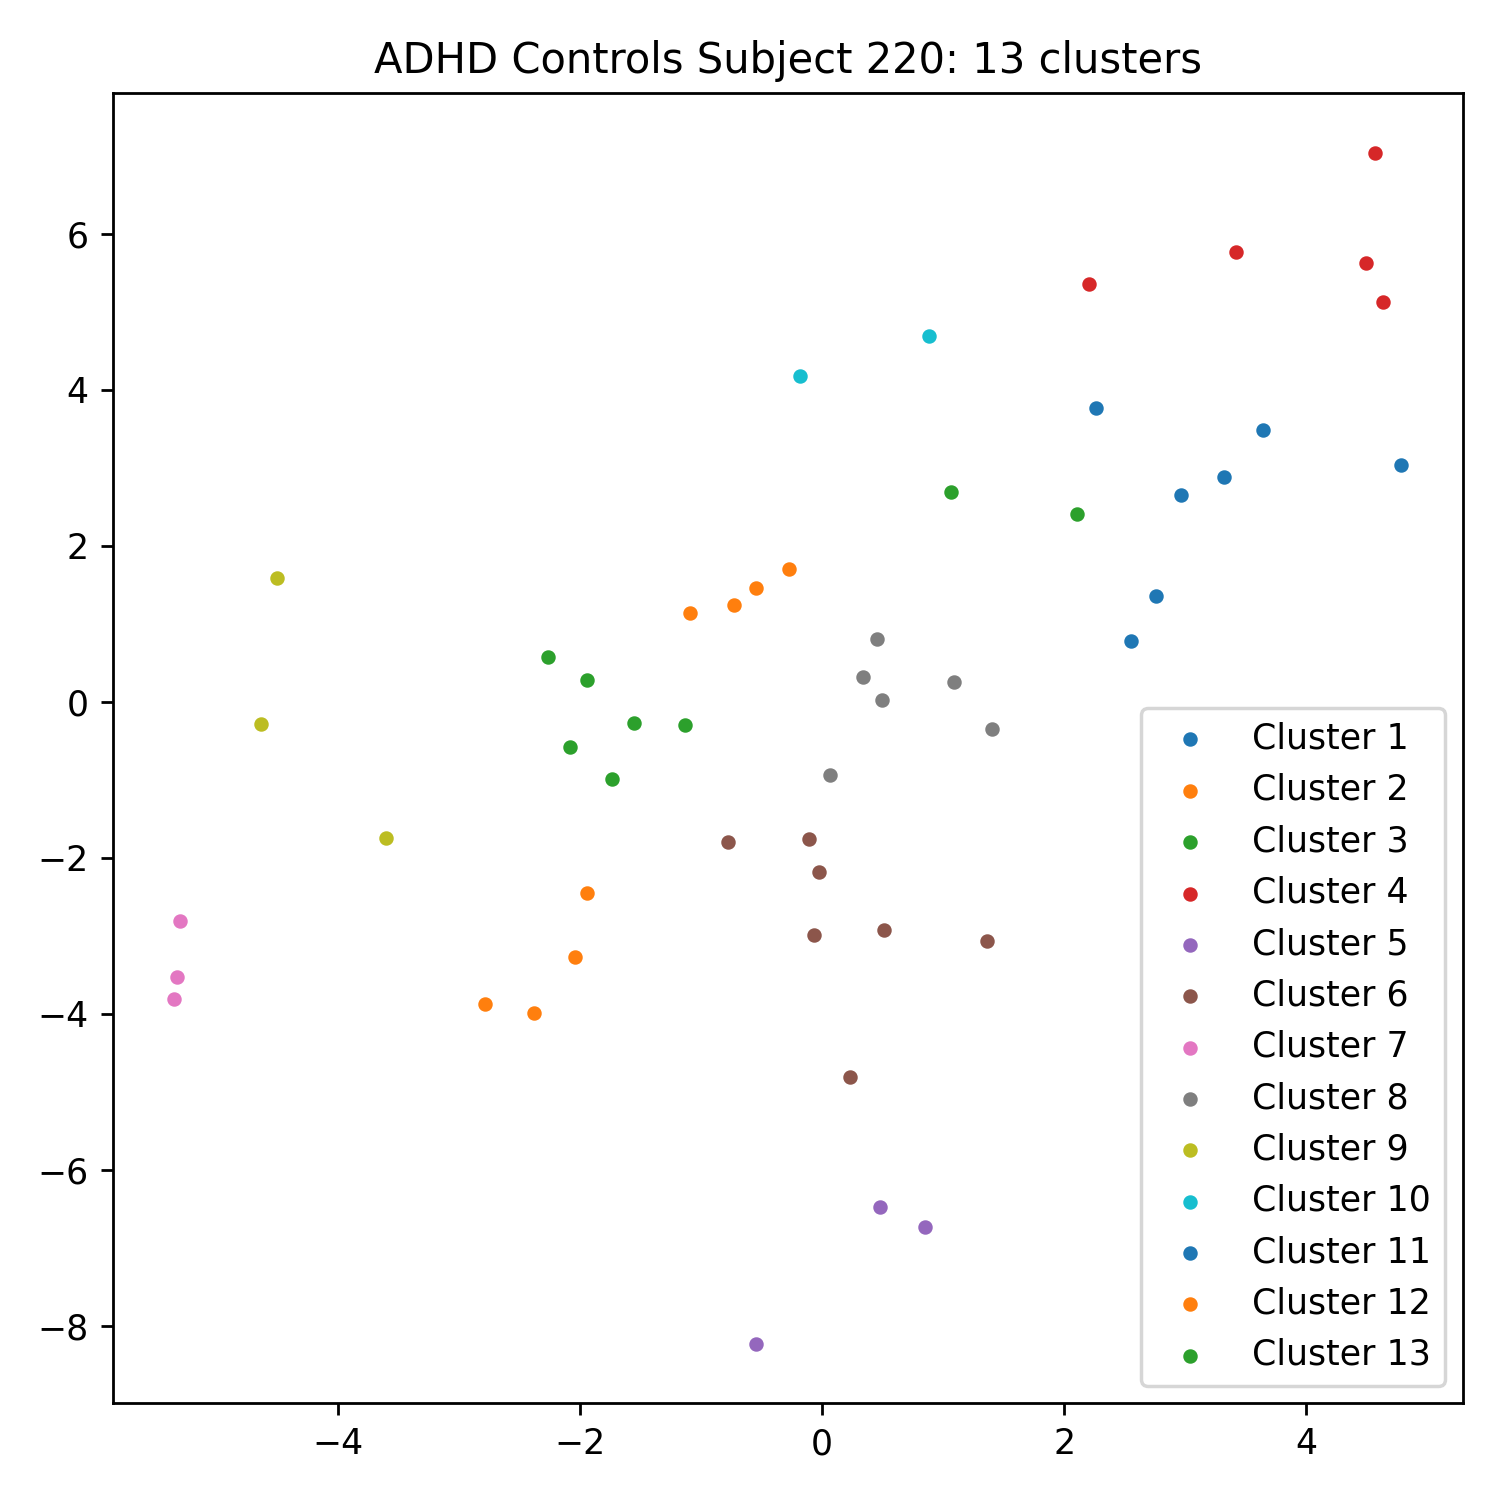 ADHD Controls Subject 220: 13 clusters
6
4
2
0
−2
−4
−6
−8
−4
−2
0
2
4
Cluster 1
Cluster 2
Cluster 3
Cluster 4
Cluster 5
Cluster 6
Cluster 7
Cluster 8
Cluster 9
Cluster 10
Cluster 11
Cluster 12
Cluster 13